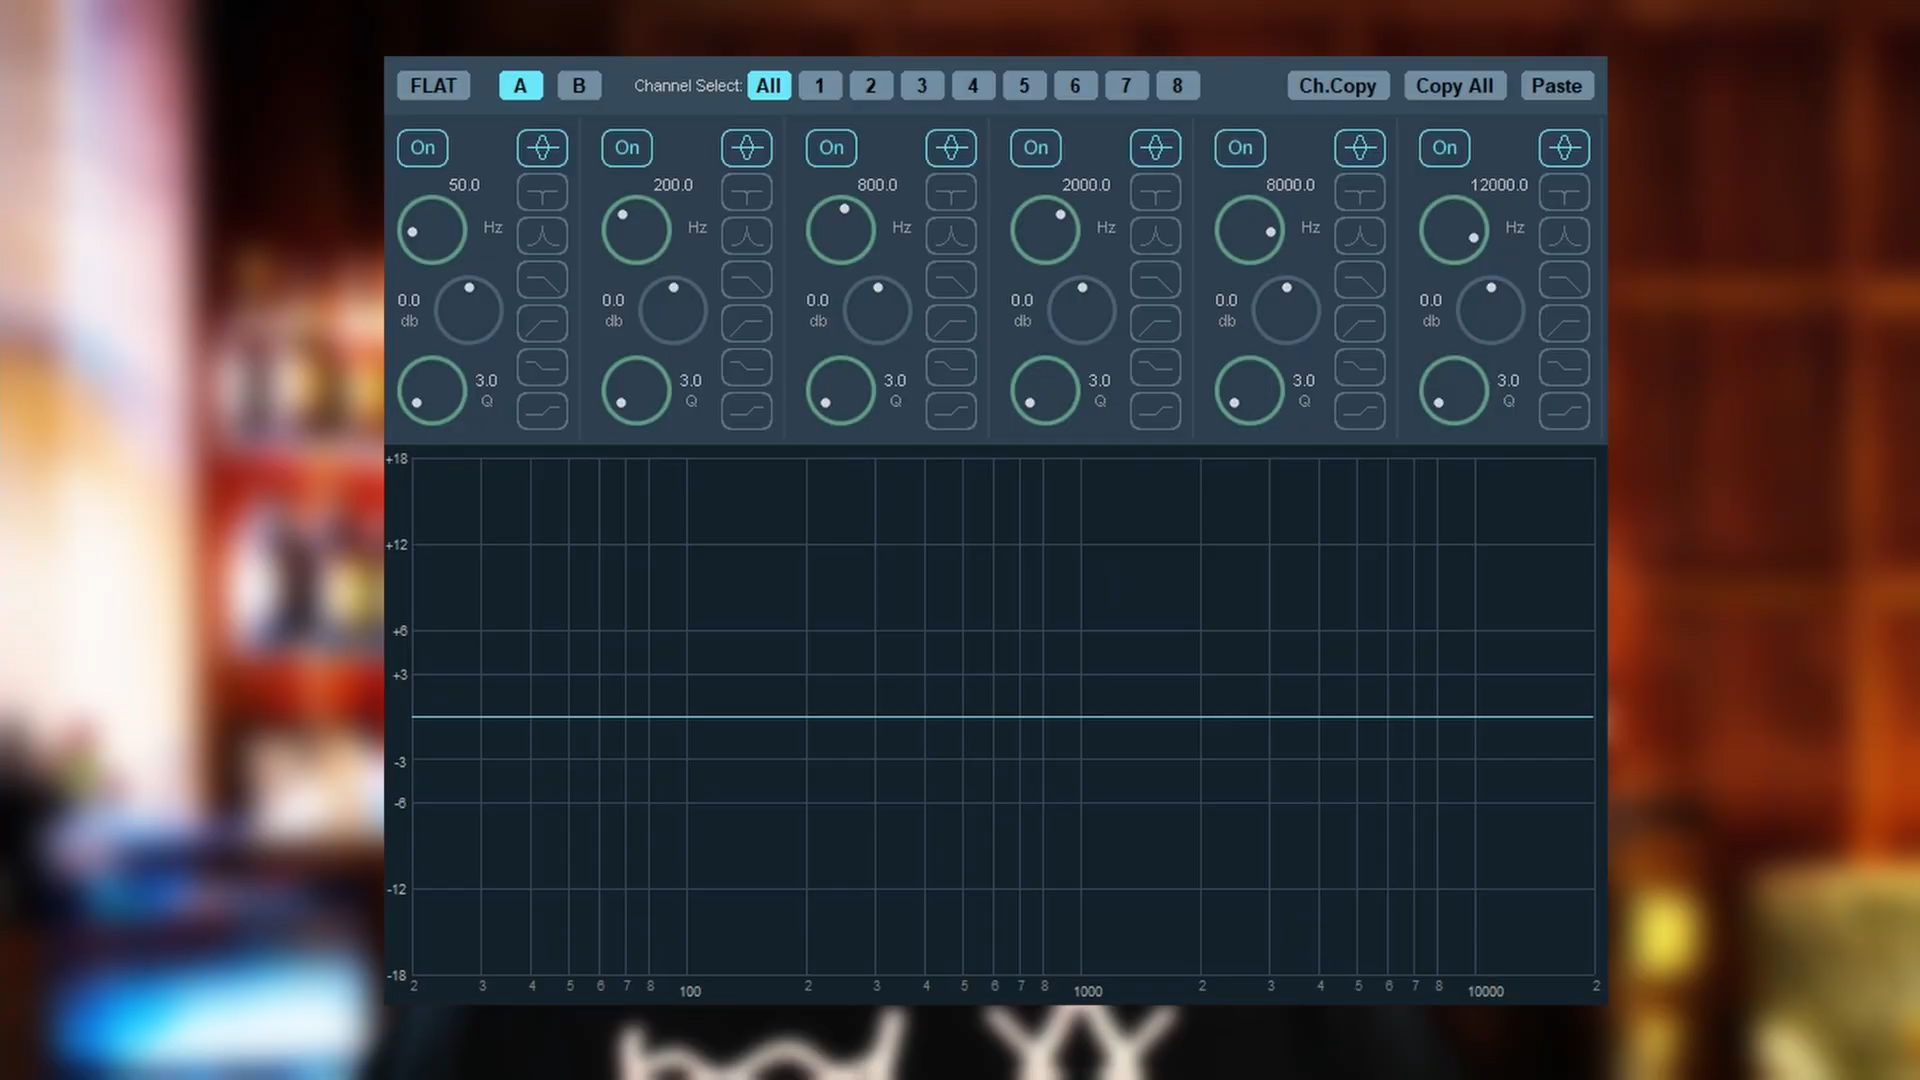 FLAT A B Channel Select: All 1 2 3 4 5 6 7 8 Ch.Copy Copy All Paste
On On On On On On
50.0 200.0 800.0 2000.0 8000.0 12000.0
Hz Hz Hz Hz Hz Hz
0.0 0.0 0.0 0.0 0.0 0.0
db db db db db db
3.0 3.0 3.0 3.0 3.0 3.0
Q Q Q Q Q Q
+18
+12
+6
+3
-3
-6
-12
-18
2 3 4 5 6 7 8 100 2 3 4 5 6 7 8 1000 2 3 4 5 6 7 8 10000 2